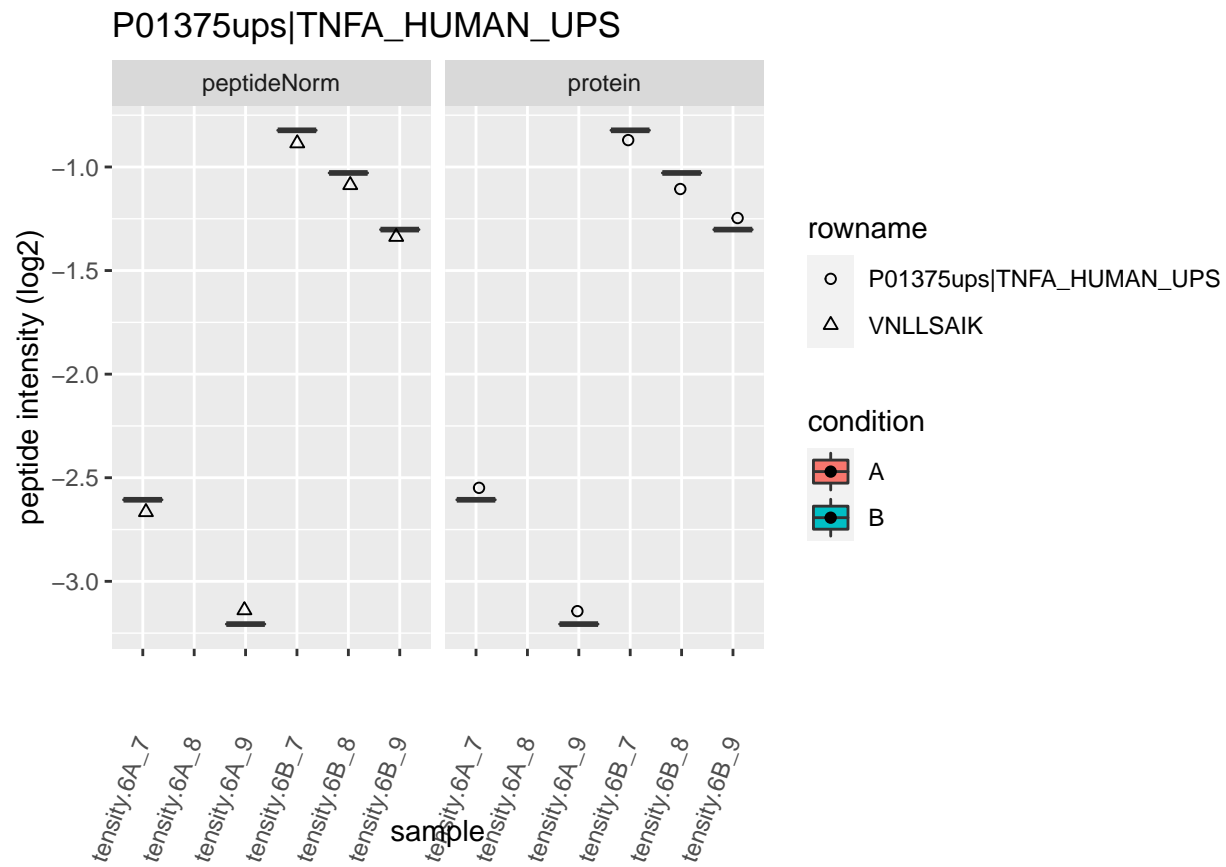 P01375ups|TNFA_HUMAN_UPS
peptideNorm
protein
peptide intensity (log2)
−1.0
−1.5
−2.0
−2.5
−3.0
tensity.6A_7
tensity.6A_8
tensity.6A_9
tensity.6B_7
tensity.6B_8
tensity.6B_9
tensity.6A_7
tensity.6A_8
tensity.6A_9
tensity.6B_7
tensity.6B_8
tensity.6B_9
sample
rowname
P01375ups|TNFA_HUMAN_UPS
VNLLSAIK
condition
A
B